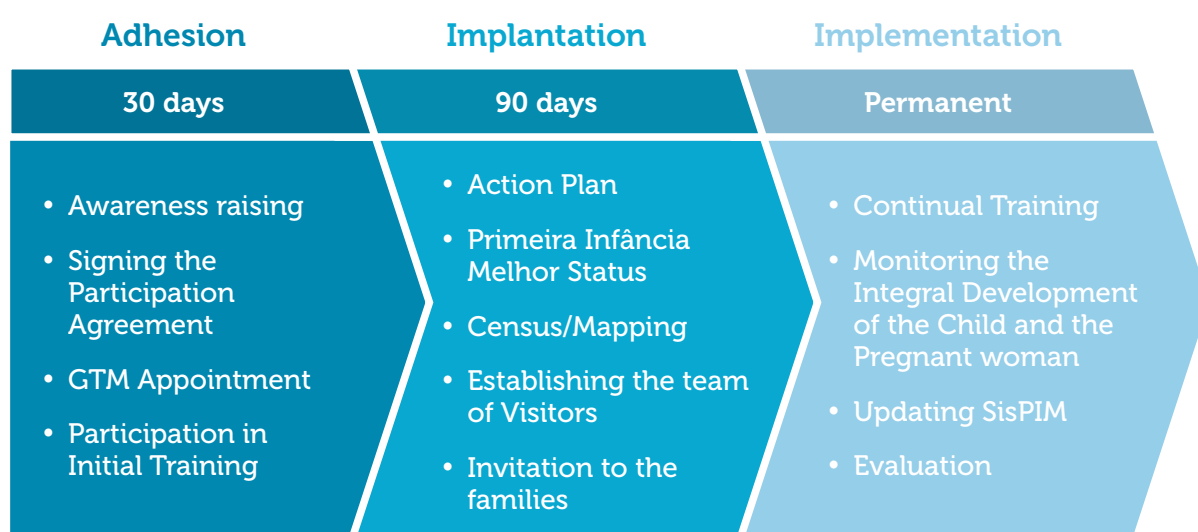 Adhesion
30 days
• Awareness raising
• Signing the
Participation
Agreement
• GTM Appointment
• Participation in
Initial Training
Implantation
90 days
• Action Plan
• Primeira Infância
Melhor Status
• Census/Mapping
• Establishing the team
of Visitors
• Invitation to the
families
Implementation
Permanent
• Continual Training
• Monitoring the
Integral Development
of the Child and the
Pregnant woman
• Updating SisPIM
• Evaluation